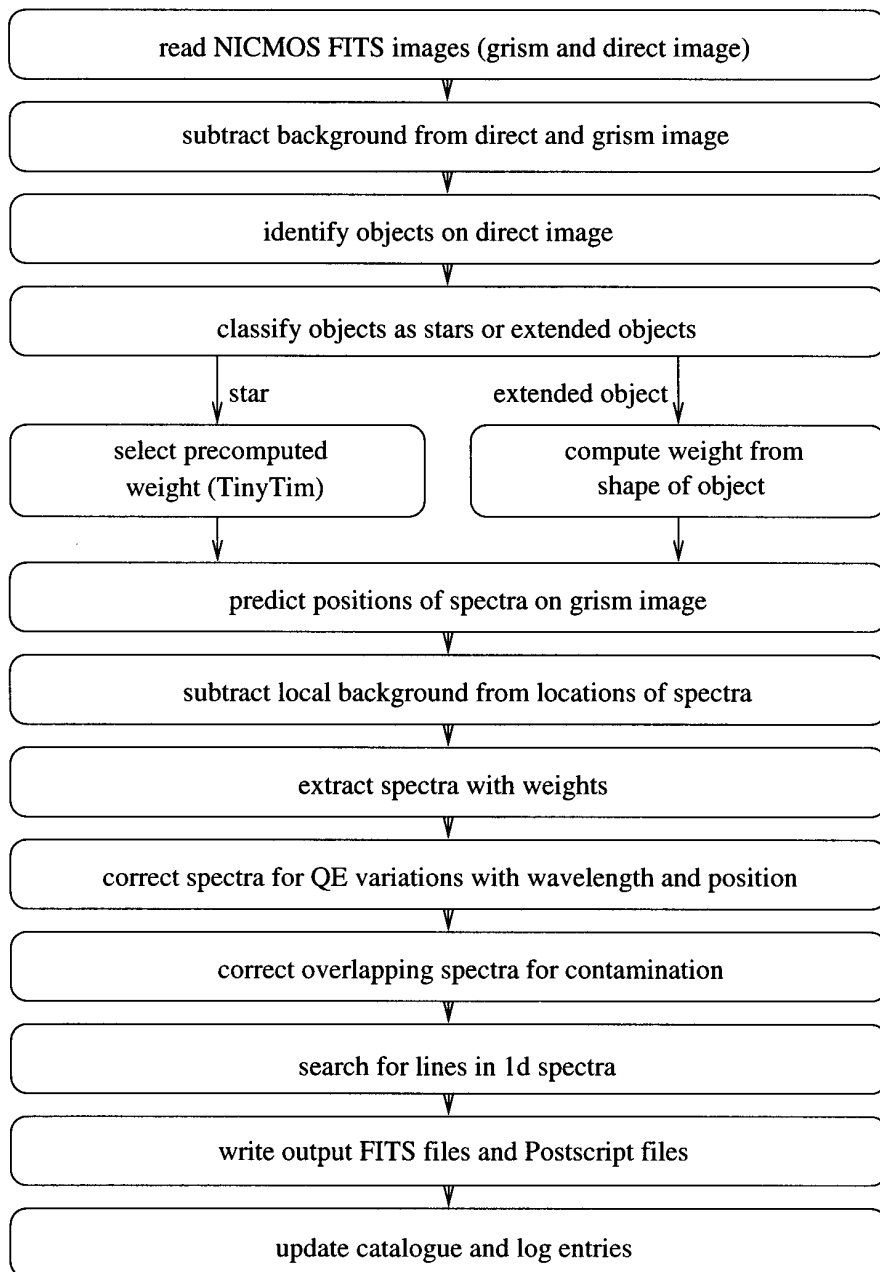 read NICMOS FITS images (grism and direct image)
subtract background from direct and grism image
identify objects on direct image
classify objects as stars or extended objects
star
extended object
select precomputed
weight (TinyTim)
compute weight from
shape of object
predict positions of spectra on grism image
subtract local background from locations of spectra
extract spectra with weights
correct spectra for QE variations with wavelength and position
correct overlapping spectra for contamination
search for lines in 1d spectra
write output FITS files and Postscript files
update catalogue and log entries